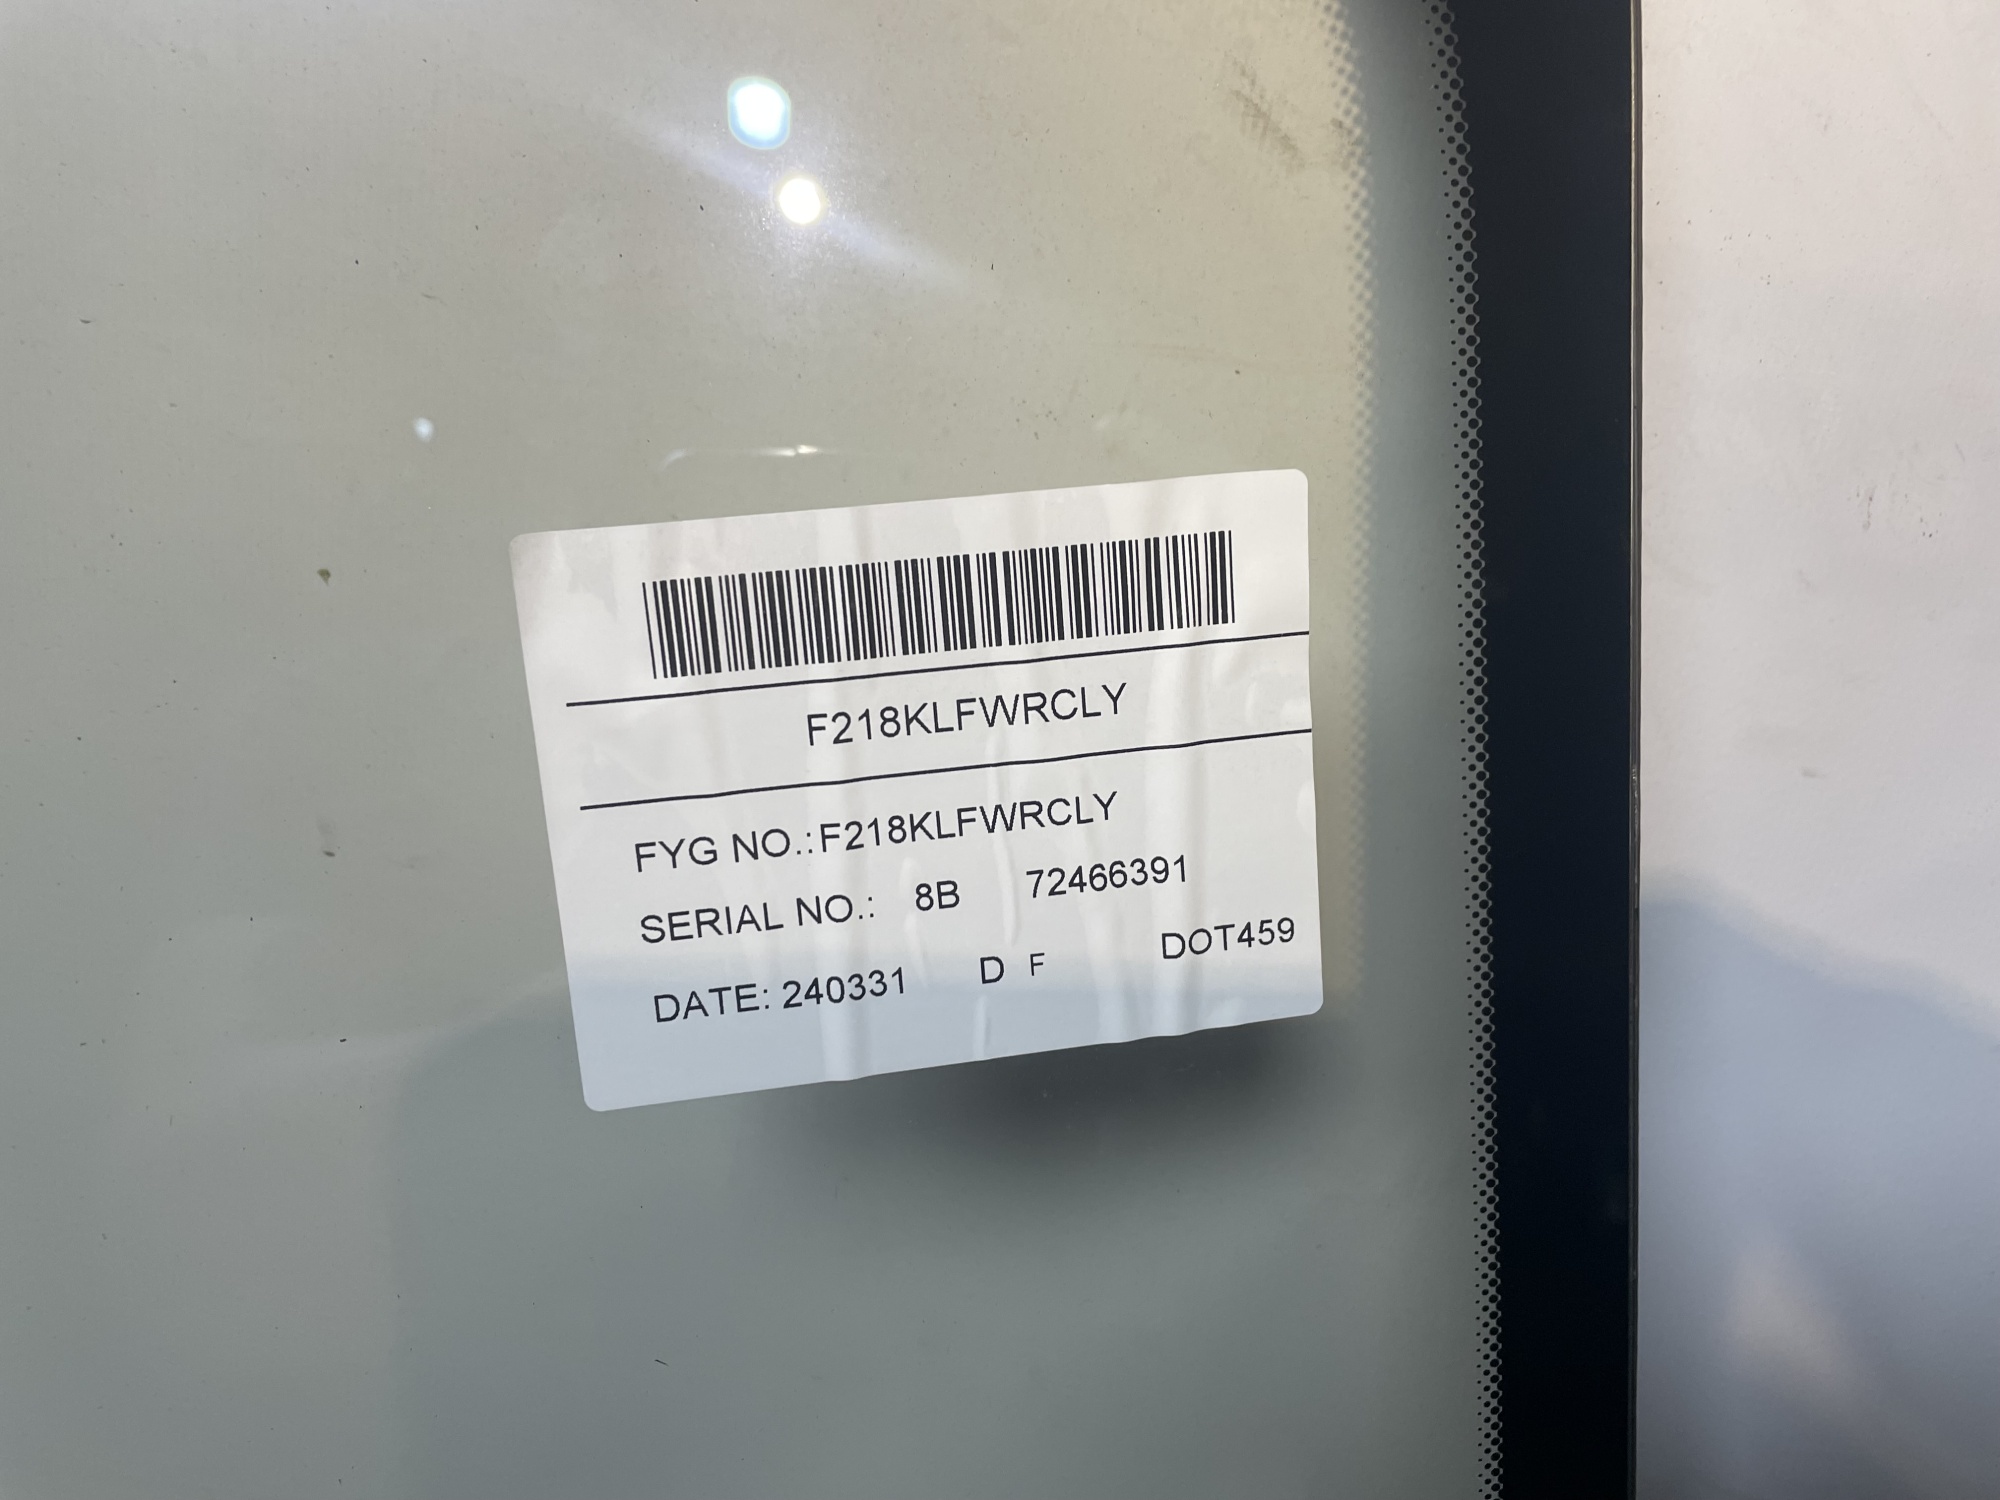 F218KLFWRCLY
FYG NO.:F218KLFWRCLY
SERIAL NO.: 8B 72466391
DATE: 240331 D F DOT459